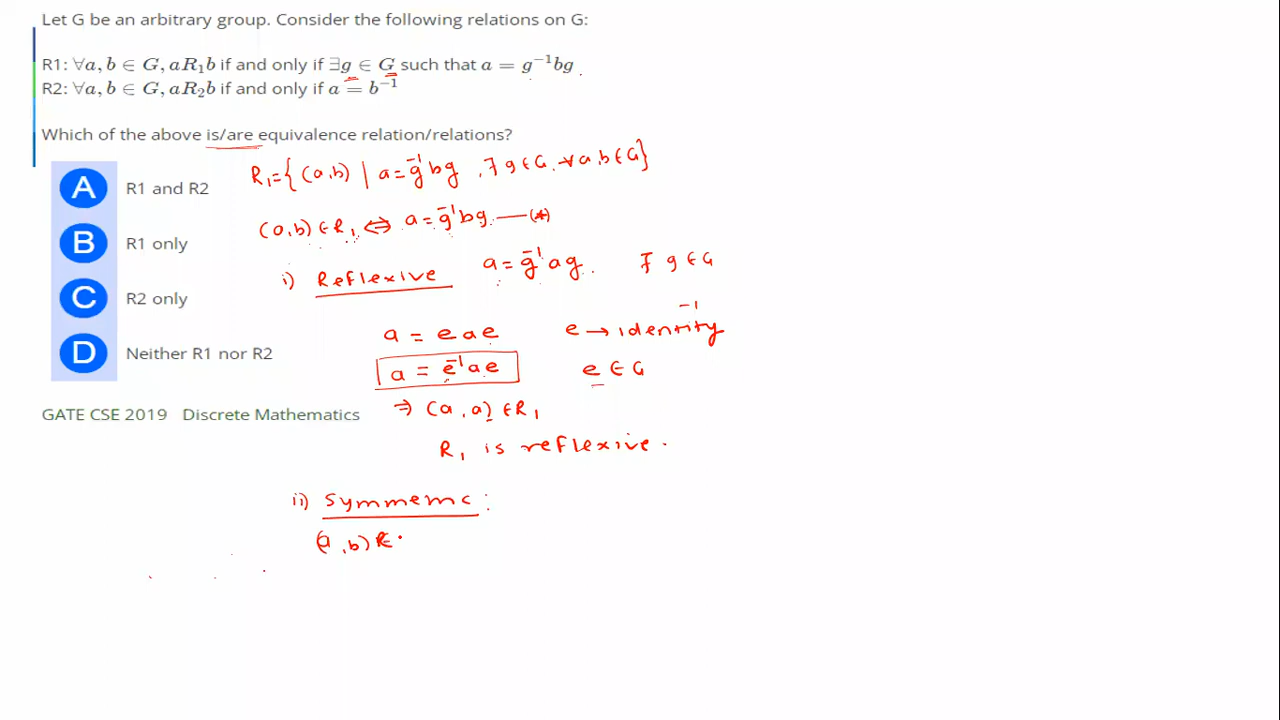 Let G be an arbitrary group. Consider the following relations on G:
R1: ∀a, b ∈ G, aR₁b if and only if ∃g ∈ G such that a = g⁻¹bg
R2: ∀a, b ∈ G, aR₂b if and only if a = b⁻¹
Which of the above is/are equivalence relation/relations?
A R1 and R2
B R1 only
C R2 only
D Neither R1 nor R2
GATE CSE 2019 Discrete Mathematics
R₁ = {(a,b) | a = g⁻¹bg, ∃ g ∈ G. ∀a,b ∈ G}
(a,b) ∈ R₁ ⇔ a = g⁻¹bg. —(*)
i) Reflexive a = g⁻¹ag. ∃ g ∈ G
a = eae e → identity
-1
a = e⁻¹ae e ∈ G
⇒ (a,a) ∈ R₁
R₁ is reflexive.
ii) Symmemc :
(a,b)